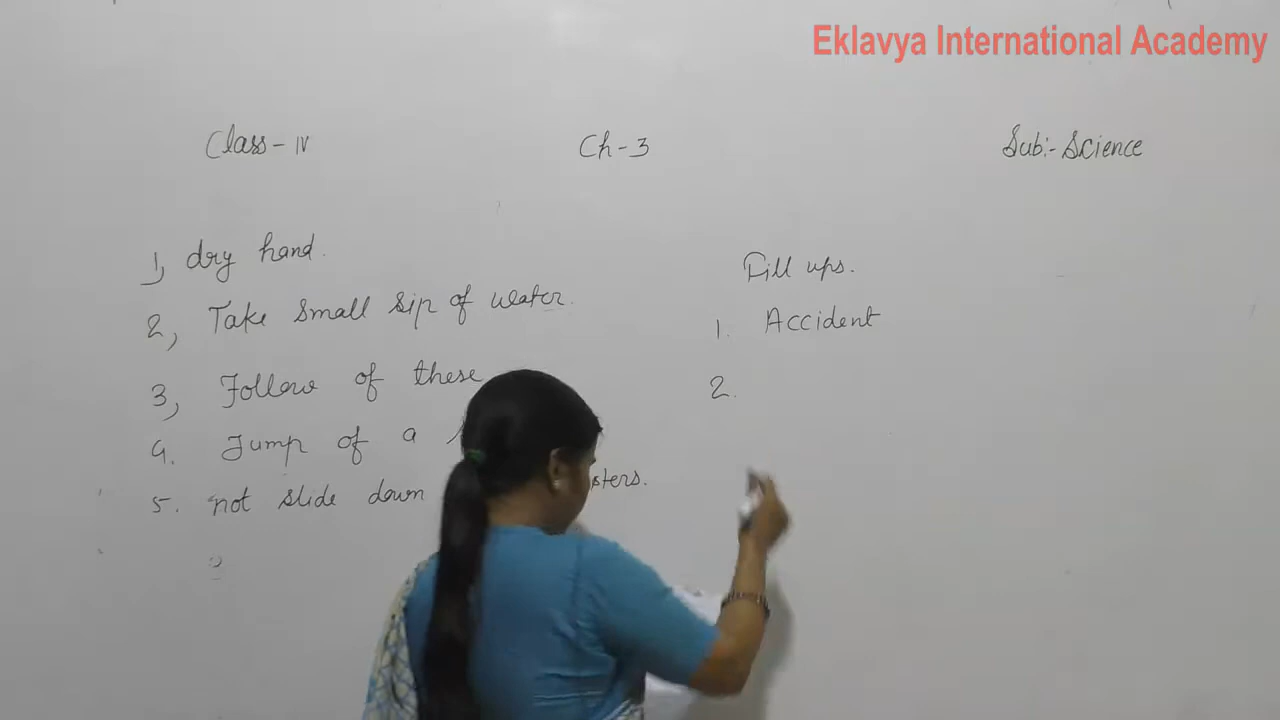 Eklavya International Academy
Class - IV
Ch - 3
Sub:- Science
1, dry hand.
2, Take small sip of water.
3, Follow of these
4. Jump of a
5. not slide down
Fill ups.
1. Accident
2.